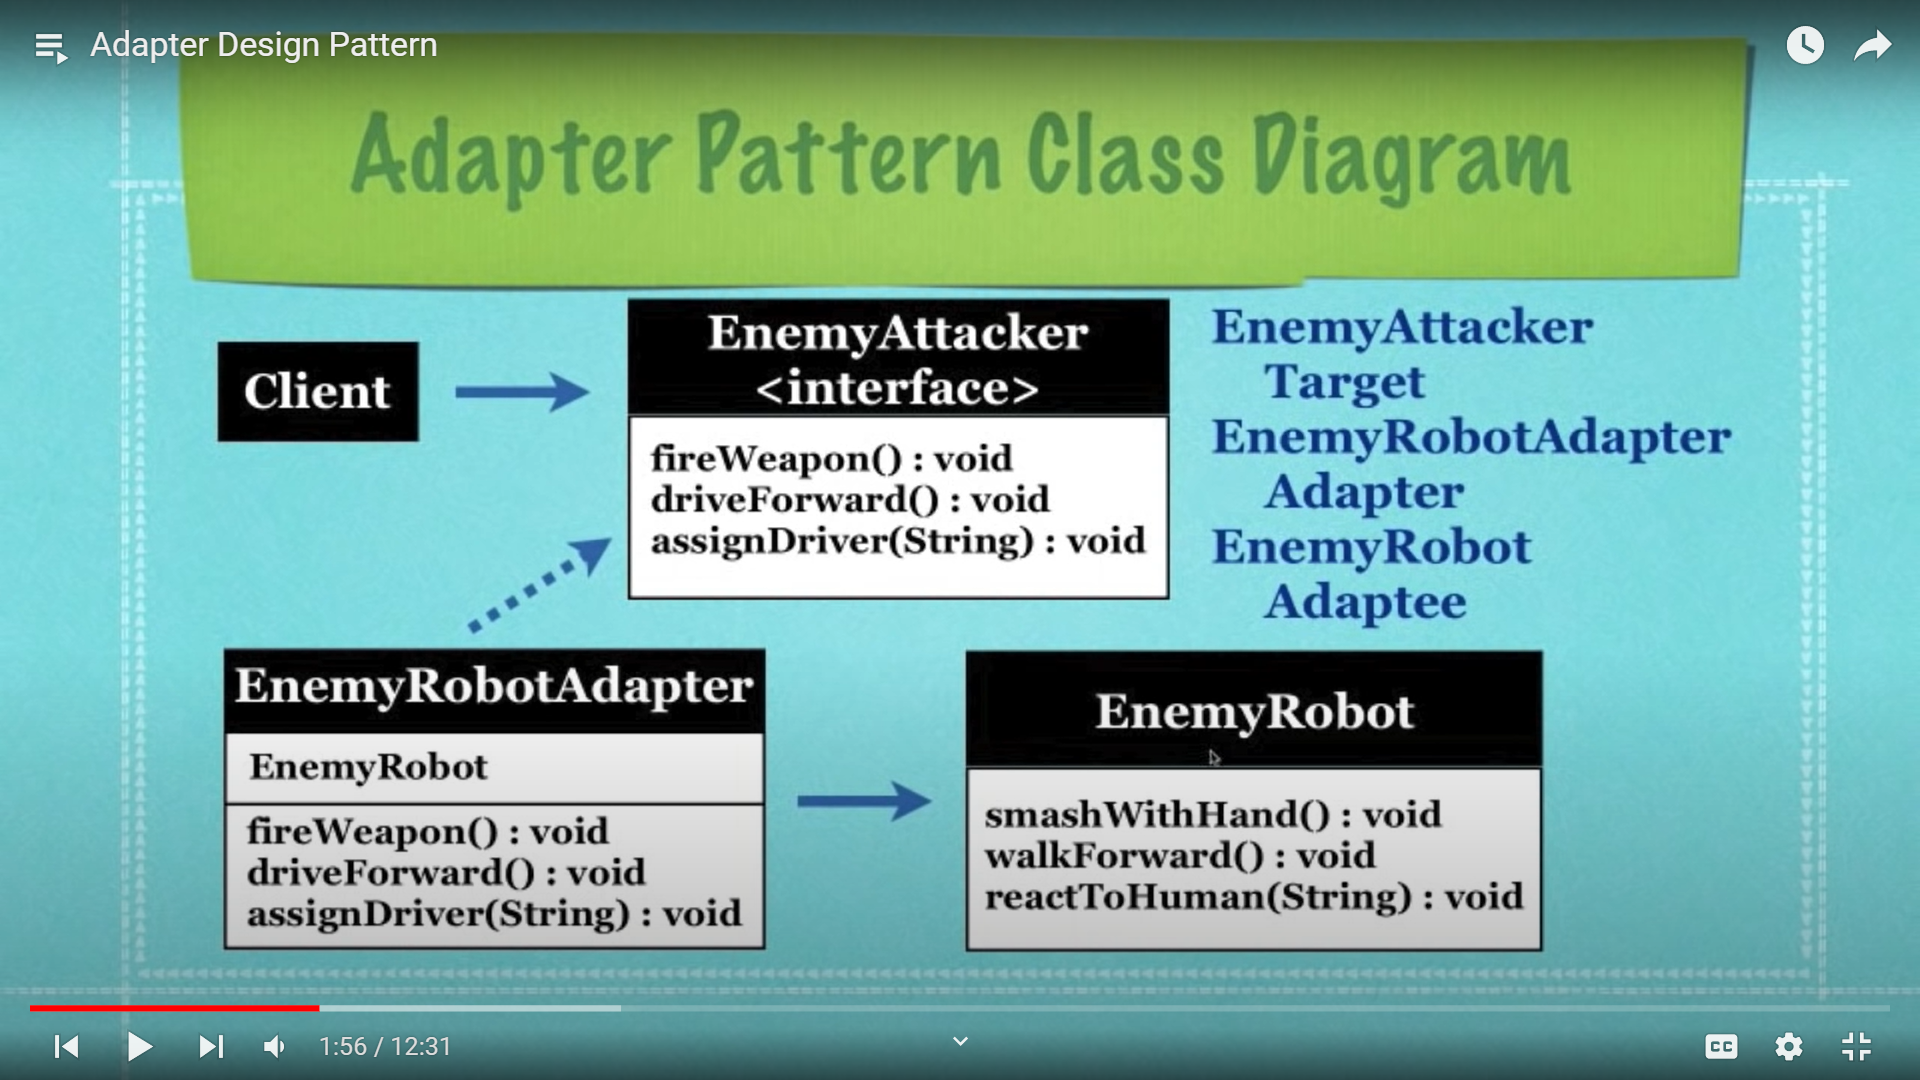 Adapter Design Pattern
Adapter Pattern Class Diagram
Client
EnemyAttacker
<interface>
fireWeapon() : void
driveForward() : void
assignDriver(String) : void
EnemyAttacker
Target
EnemyRobotAdapter
Adapter
EnemyRobot
Adaptee
EnemyRobotAdapter
EnemyRobot
fireWeapon() : void
driveForward() : void
assignDriver(String) : void
EnemyRobot
smashWithHand() : void
walkForward() : void
reactToHuman(String) : void
1:56 / 12:31
CC